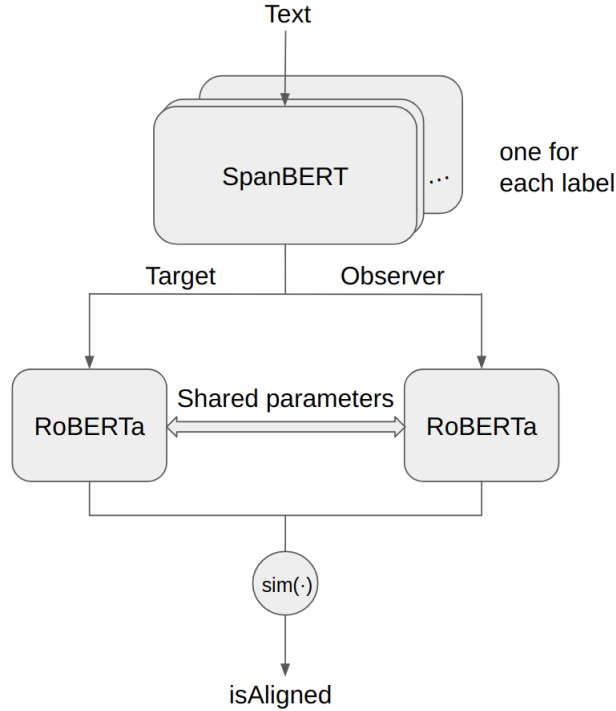 Text
SpanBERT
...
one for
each label
Target
Observer
RoBERTa
Shared parameters
RoBERTa
sim(·)
isAligned